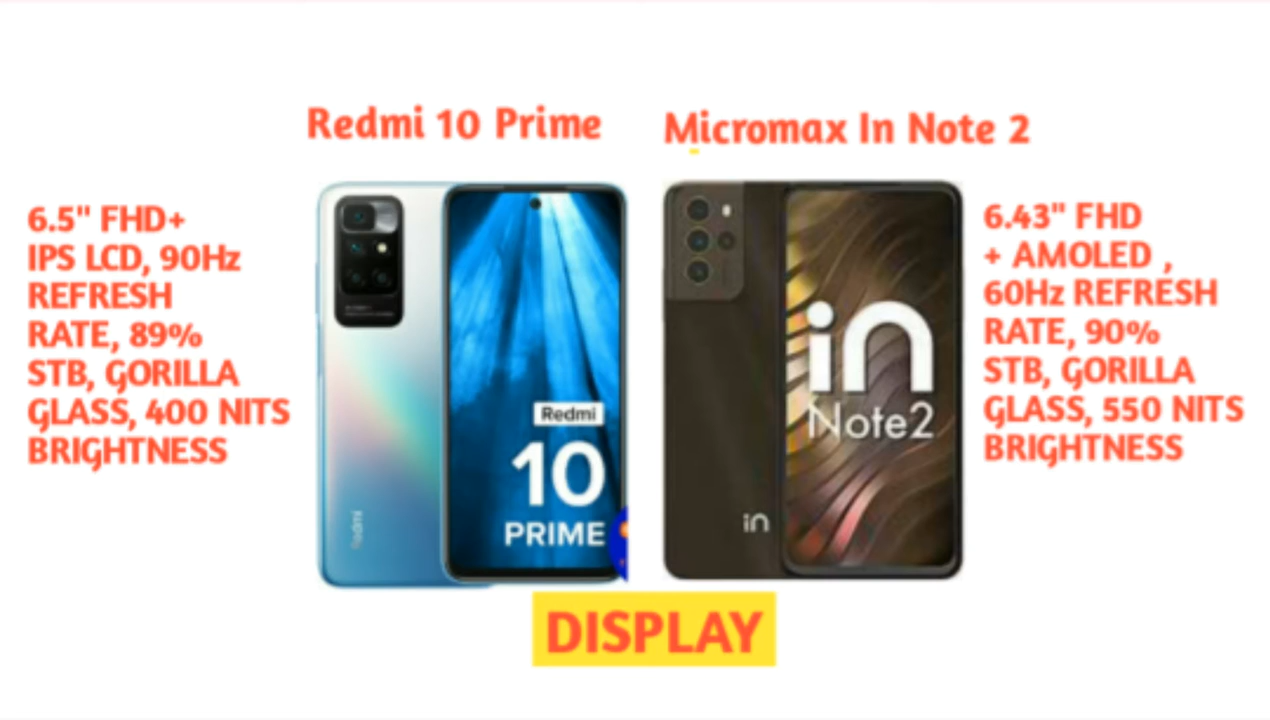 Redmi 10 Prime
Micromax In Note 2
6.5" FHD+
IPS LCD, 90Hz
REFRESH
RATE, 89%
STB, GORILLA
GLASS, 400 NITS
BRIGHTNESS
Redmi
Redmi
10
PRIME
in
Note2
in
6.43" FHD
+ AMOLED ,
60Hz REFRESH
RATE, 90%
STB, GORILLA
GLASS, 550 NITS
BRIGHTNESS
DISPLAY